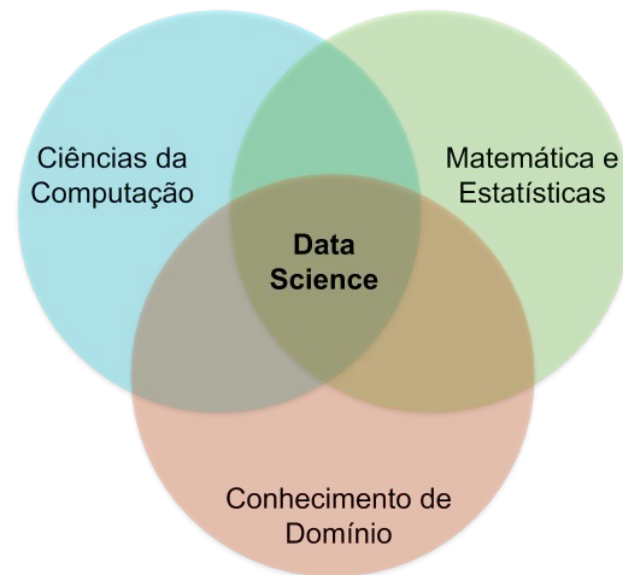 Ciências da
Computação
Matemática e
Estatísticas
Data
Science
Conhecimento de
Domínio